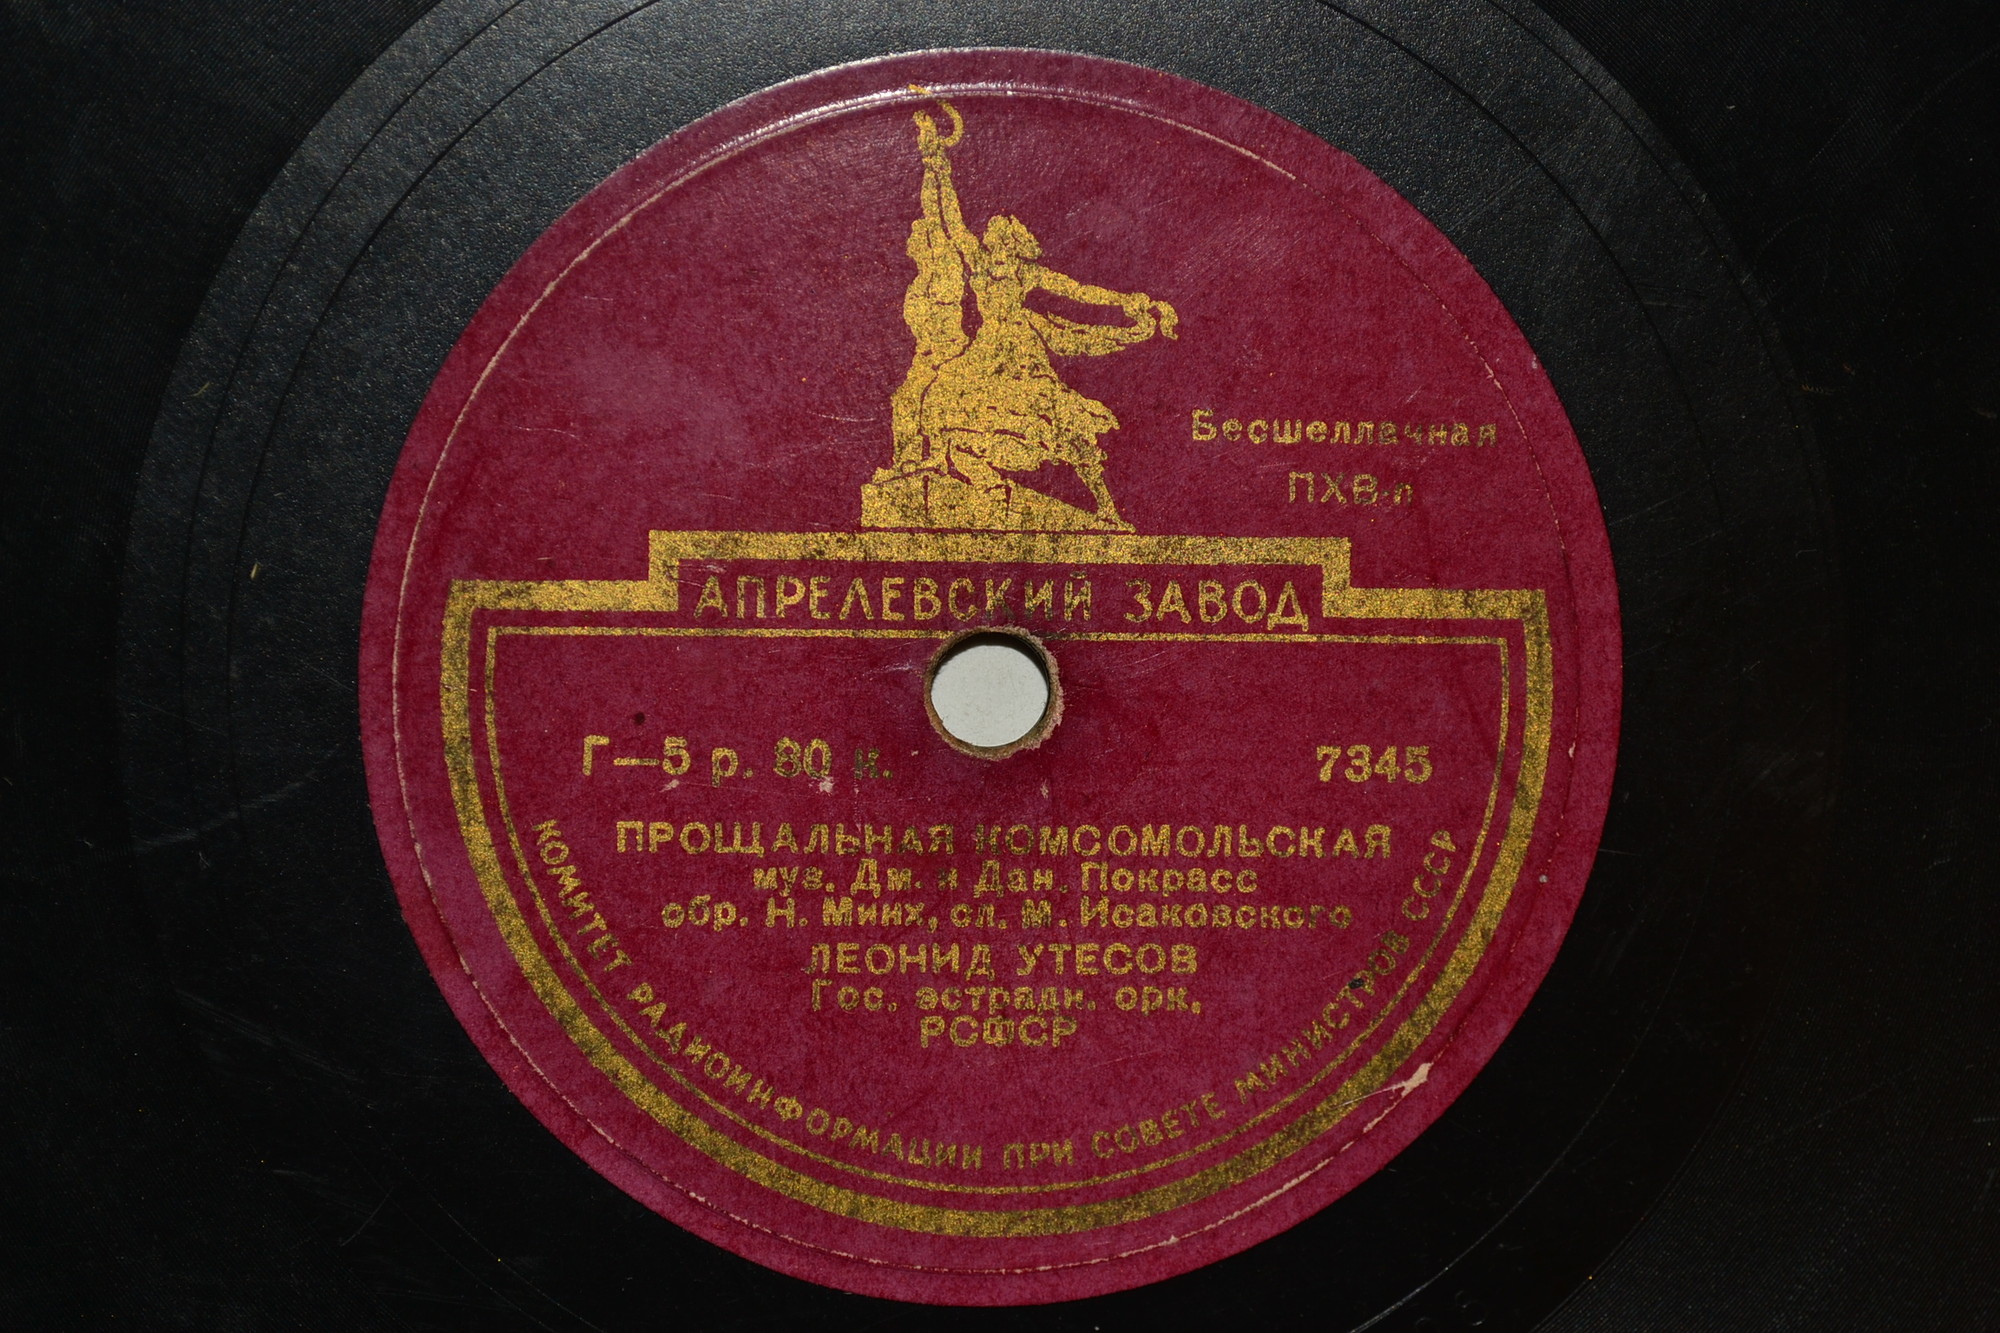 Бесшеллачная
ПХВ-п
АПРЕЛЕВСКИЙ ЗАВОД
Г—5 р. 80 к.
7345
ПРОЩАЛЬНАЯ КОМСОМОЛЬСКАЯ
муз. Дм. и Дан. Покрасс
обр. Н. Минх, сл. М. Исаковского
ЛЕОНИД УТЕСОВ
Гос. эстрадн. орк.
РСФСР
КОМИТЕТ РАДИОИНФОРМАЦИИ ПРИ СОВЕТЕ МИНИСТРОВ СССР